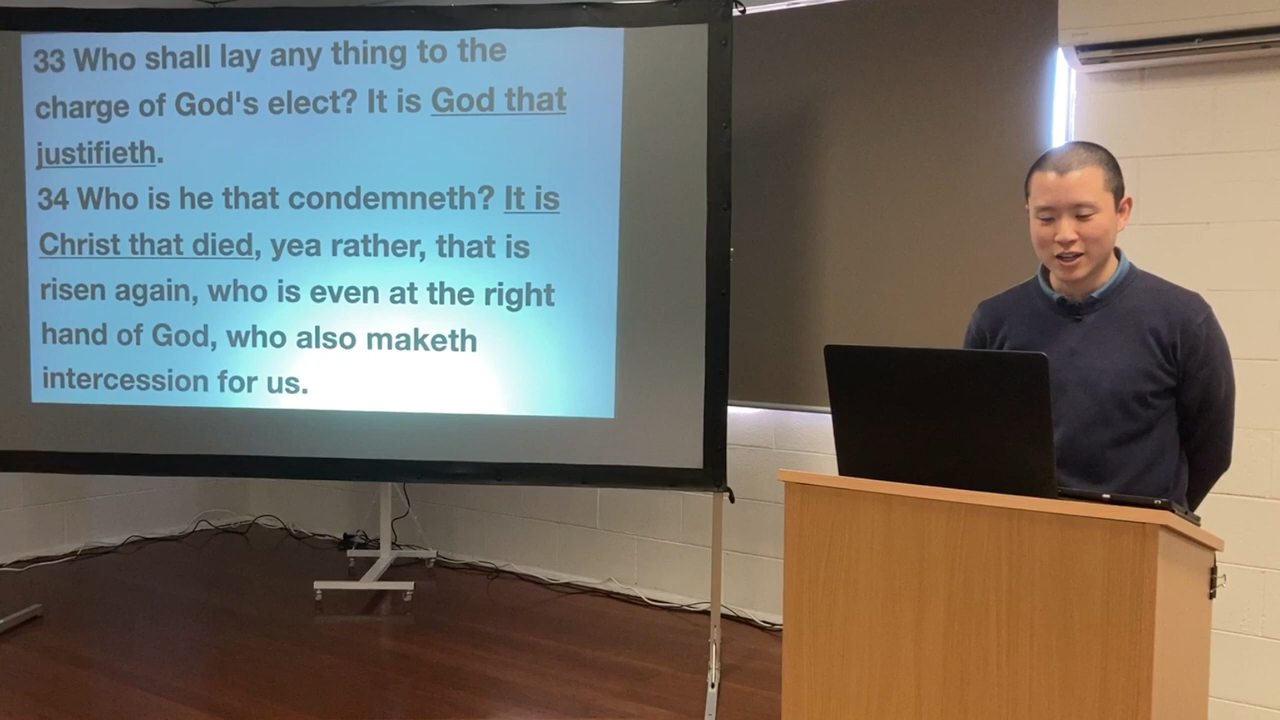 33 Who shall lay any thing to the
charge of God's elect? It is God that
justifieth.
34 Who is he that condemneth? It is
Christ that died, yea rather, that is
risen again, who is even at the right
hand of God, who also maketh
intercession for us.